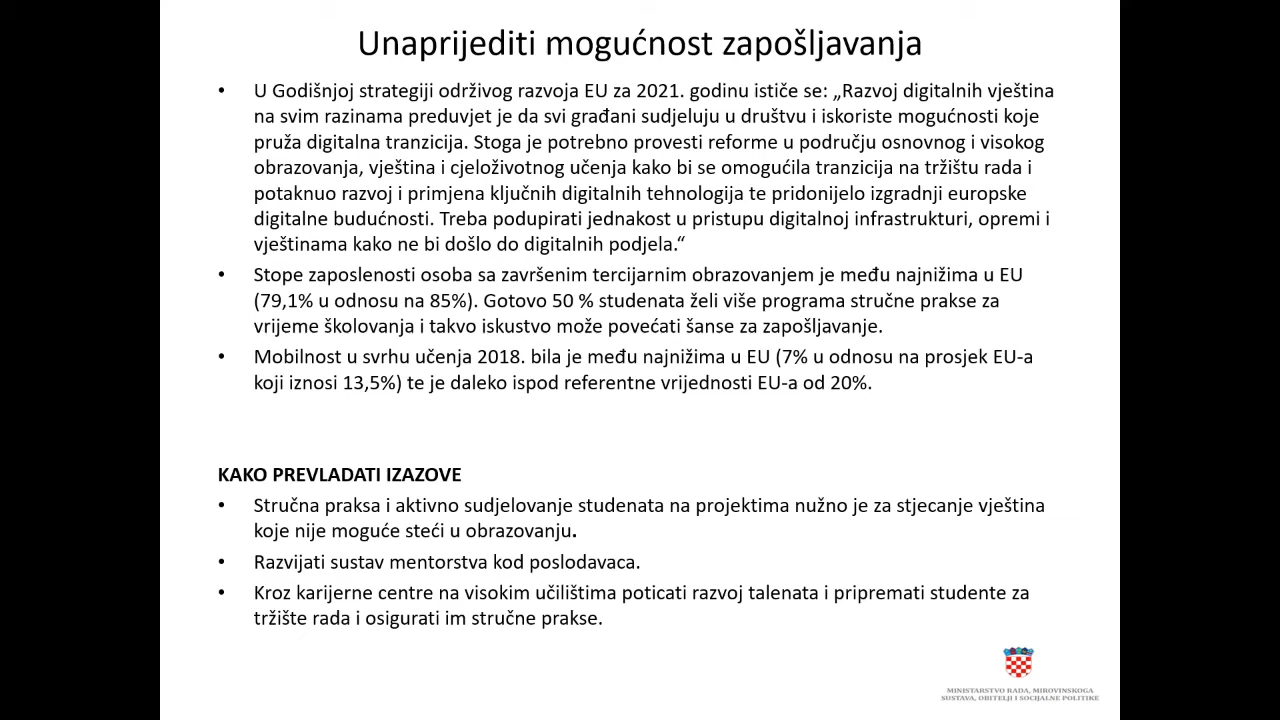 Unaprijediti mogućnost zapošljavanja
• U Godišnjoj strategiji održivog razvoja EU za 2021. godinu ističe se: „Razvoj digitalnih vještina
na svim razinama preduvjet je da svi građani sudjeluju u društvu i iskoriste mogućnosti koje
pruža digitalna tranzicija. Stoga je potrebno provesti reforme u području osnovnog i visokog
obrazovanja, vještina i cjeloživotnog učenja kako bi se omogućila tranzicija na tržištu rada i
potaknuo razvoj i primjena ključnih digitalnih tehnologija te pridonijelo izgradnji europske
digitalne budućnosti. Treba podupirati jednakost u pristupu digitalnoj infrastrukturi, opremi i
vještinama kako ne bi došlo do digitalnih podjela.“
• Stope zaposlenosti osoba sa završenim tercijarnim obrazovanjem je među najnižima u EU
(79,1% u odnosu na 85%). Gotovo 50 % studenata želi više programa stručne prakse za
vrijeme školovanja i takvo iskustvo može povećati šanse za zapošljavanje.
• Mobilnost u svrhu učenja 2018. bila je među najnižima u EU (7% u odnosu na prosjek EU-a
koji iznosi 13,5%) te je daleko ispod referentne vrijednosti EU-a od 20%.
KAKO PREVLADATI IZAZOVE
• Stručna praksa i aktivno sudjelovanje studenata na projektima nužno je za stjecanje vještina
koje nije moguće steći u obrazovanju.
• Razvijati sustav mentorstva kod poslodavaca.
• Kroz karijerne centre na visokim učilištima poticati razvoj talenata i pripremati studente za
tržište rada i osigurati im stručne prakse.
MINISTARSTVO RADA, MIROVINSKOGA
SUSTAVA, OBITELJI I SOCIJALNE POLITIKE